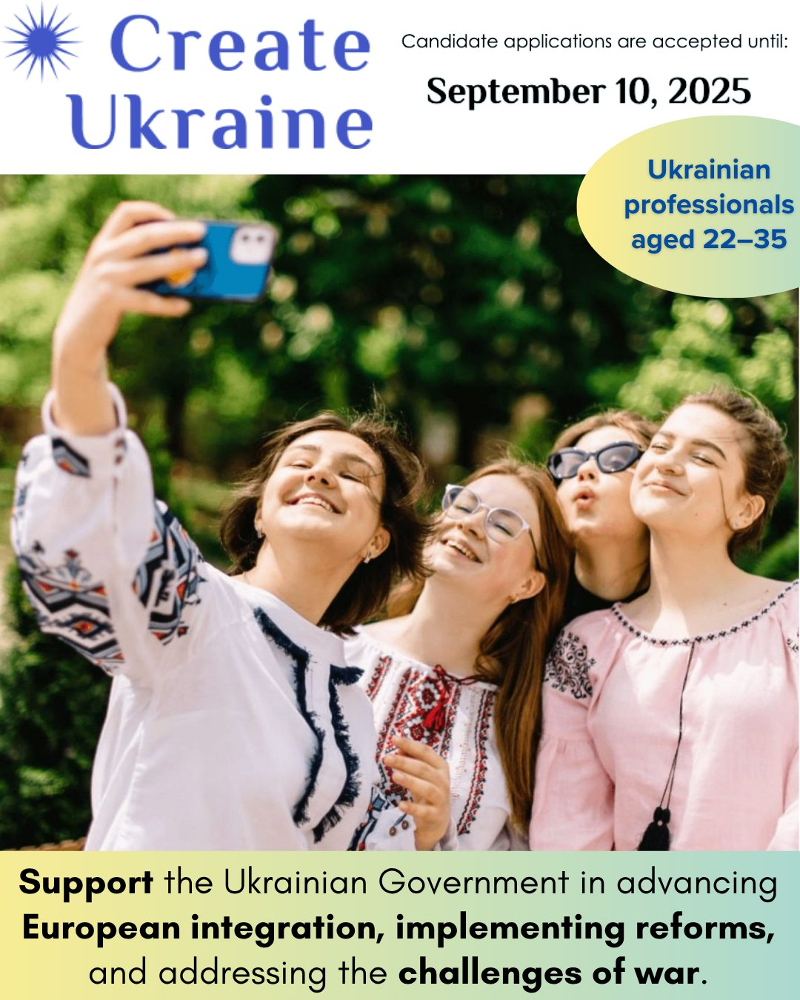 Create
Ukraine
Candidate applications are accepted until:
September 10, 2025
Ukrainian
professionals
aged 22–35
Support the Ukrainian Government in advancing
European integration, implementing reforms,
and addressing the challenges of war.